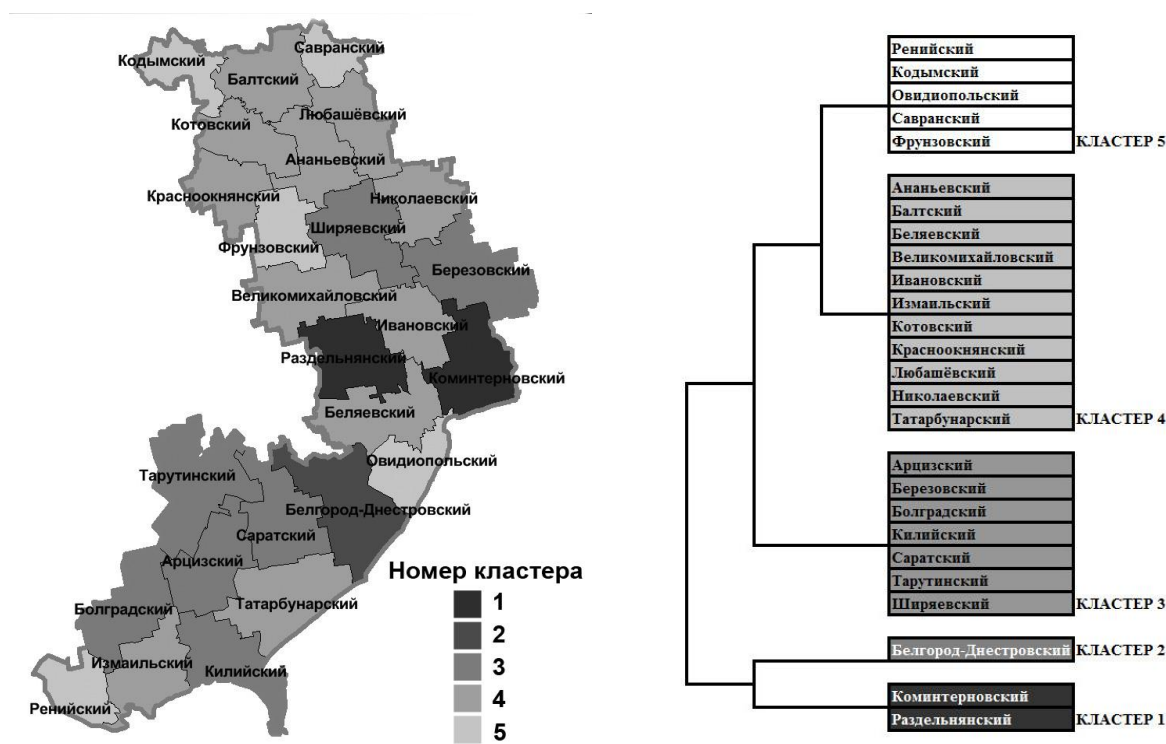 Савранский
Кодымский
Балтский
Любашёвский
Котовский
Ананьевский
Красноокнянский
Николаевский
Ширяевский
Фрунзовский
Березовский
Великомихайловский
Ивановский
Раздельнянский
Коминтерновский
Беляевский
Овидиопольский
Тарутинский
Белгород-Днестровский
Саратский
Арцизский
Татарбунарский
Болградский
Измаильский
Килийский
Ренийский
Номер кластера
1
2
3
4
5
Ренийский
Кодымский
Овидиопольский
Савранский
Фрунзовский КЛАСТЕР 5
Ананьевский
Балтский
Беляевский
Великомихайловский
Ивановский
Измаильский
Котовский
Красноокнянский
Любашёвский
Николаевский
Татарбунарский КЛАСТЕР 4
Арцизский
Березовский
Болградский
Килийский
Саратский
Тарутинский
Ширяевский КЛАСТЕР 3
Белгород-Днестровский КЛАСТЕР 2
Коминтерновский
Раздельнянский КЛАСТЕР 1